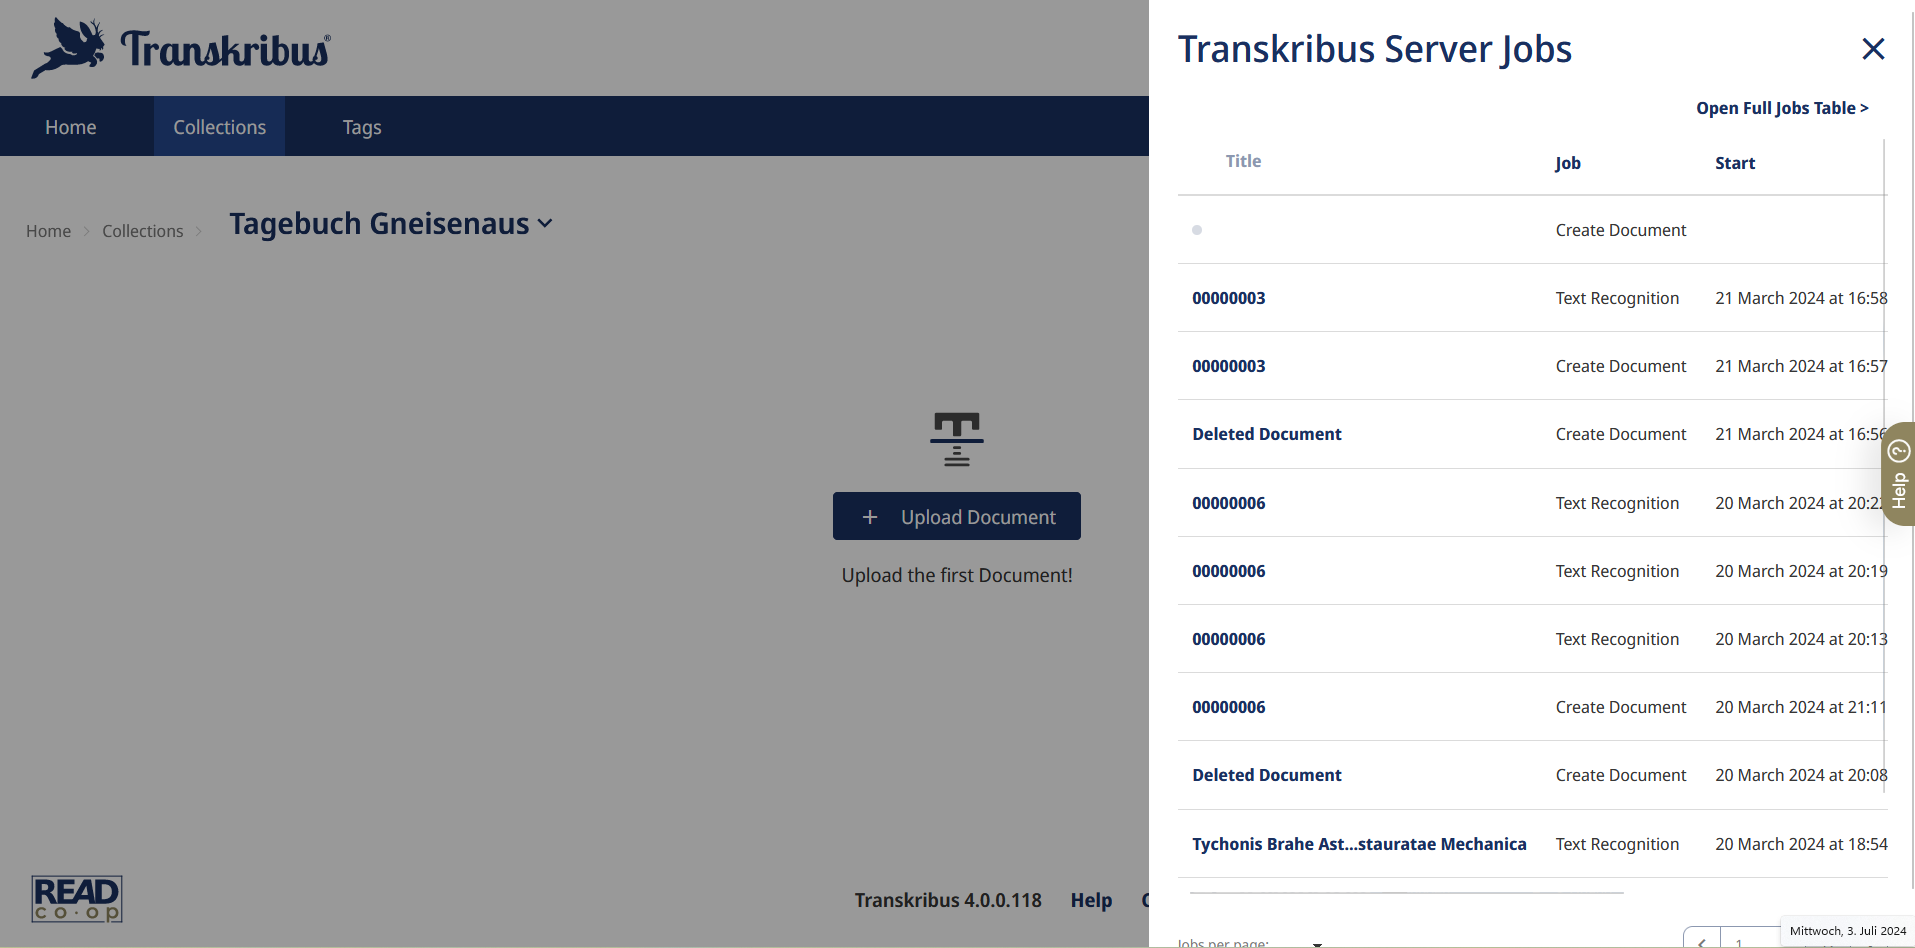 Transkribus®
Home
Collections
Tags
Home
Collections
Tagebuch Gneisenaus
Upload Document
Upload the first Document!
READ
co·op
Transkribus 4.0.0.118
Help
Transkribus Server Jobs
Open Full Jobs Table >
Title Job Start
Create Document
00000003 Text Recognition 21 March 2024 at 16:58
00000003 Create Document 21 March 2024 at 16:57
Deleted Document Create Document 21 March 2024 at 16:56
00000006 Text Recognition 20 March 2024 at 20:22
00000006 Text Recognition 20 March 2024 at 20:19
00000006 Text Recognition 20 March 2024 at 20:13
00000006 Create Document 20 March 2024 at 21:11
Deleted Document Create Document 20 March 2024 at 20:08
Tychonis Brahe Ast...stauratae Mechanica Text Recognition 20 March 2024 at 18:54
Jobs per page:
1
Mittwoch, 3. Juli 2024
Help